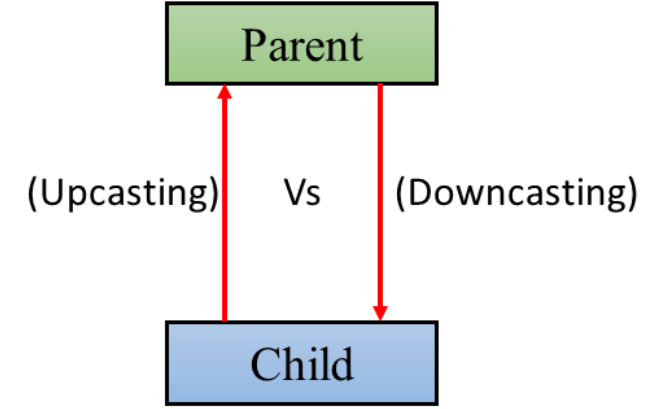 Parent
(Upcasting) Vs (Downcasting)
Child